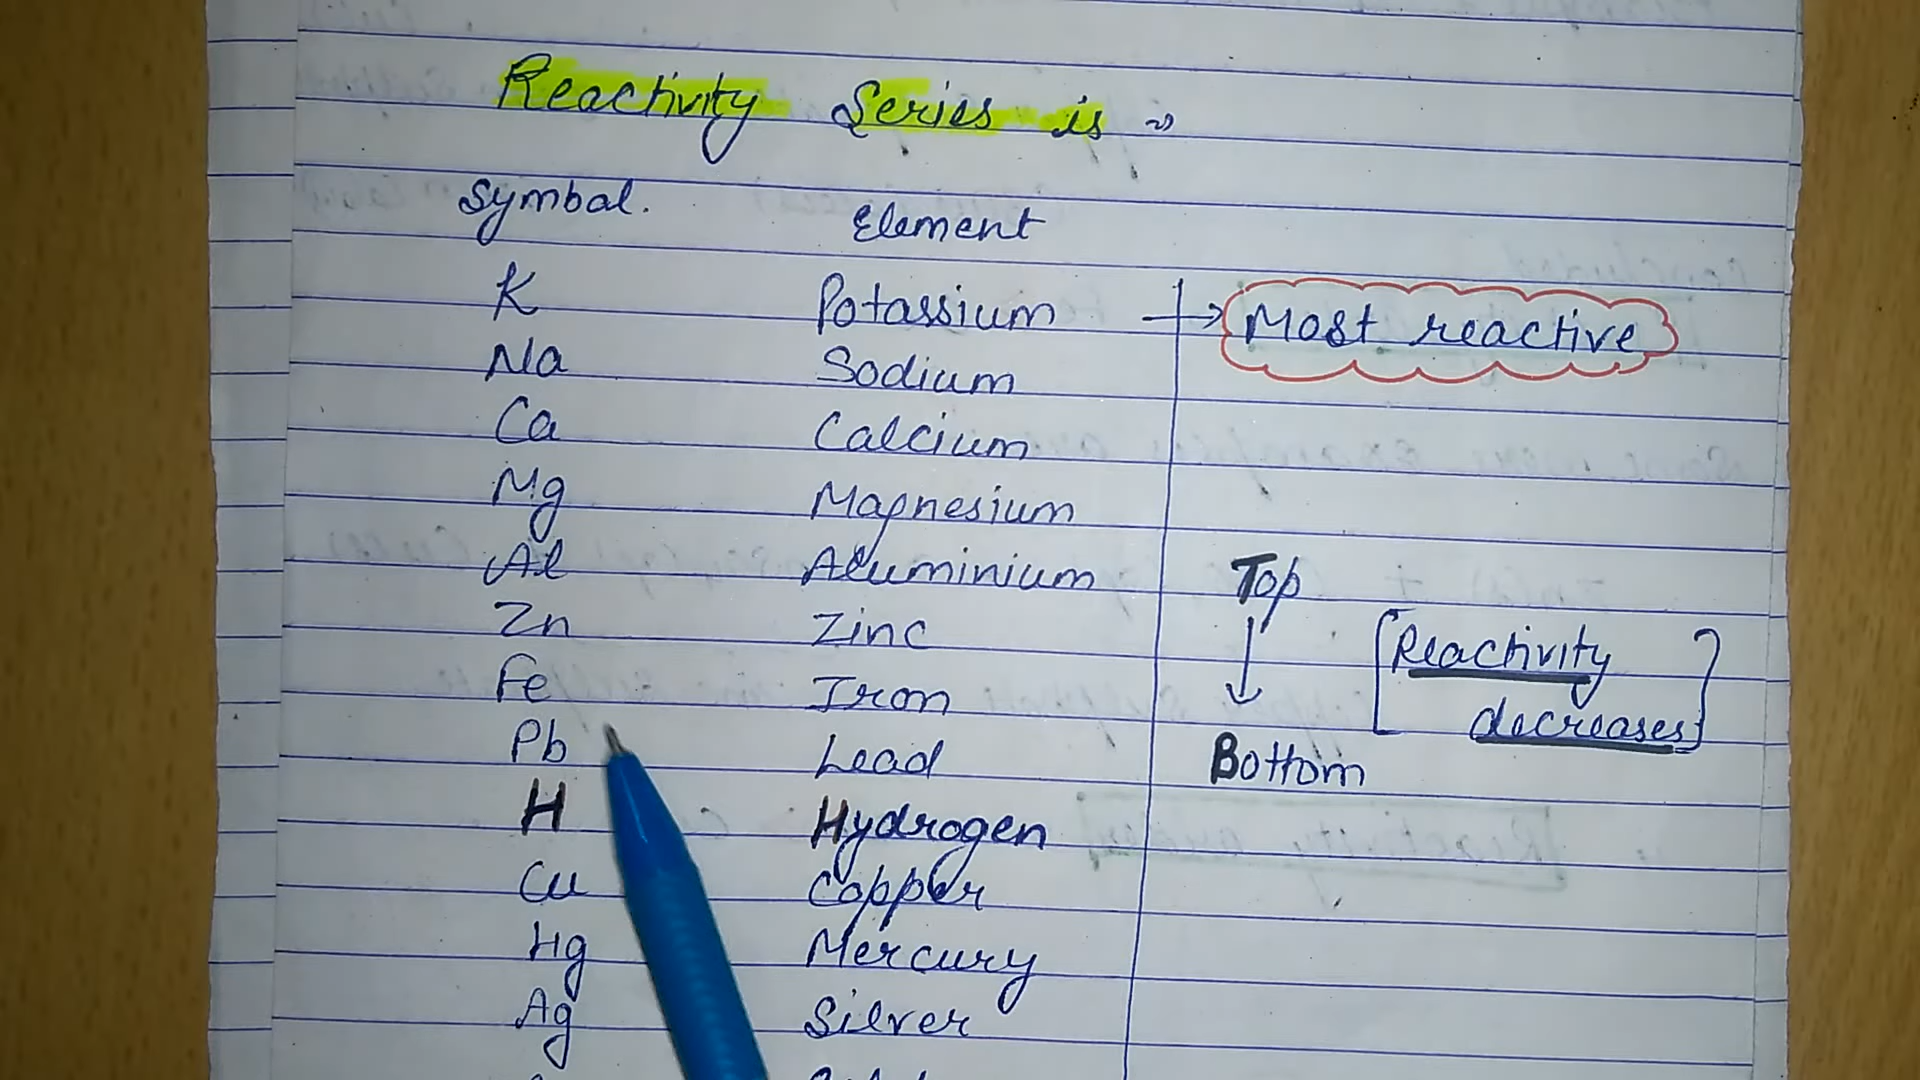 Reactivity Series is
Symbal. Element
K Potassium → Most reactive
Na Sodium
Ca Calcium
Mg Magnesium
Al Aluminium Top
Zn Zinc [Reactivity
Fe Iron decreases]
Pb Lead Bottom
H Hydrogen
Cu Copper
Hg Mercury
Ag Silver